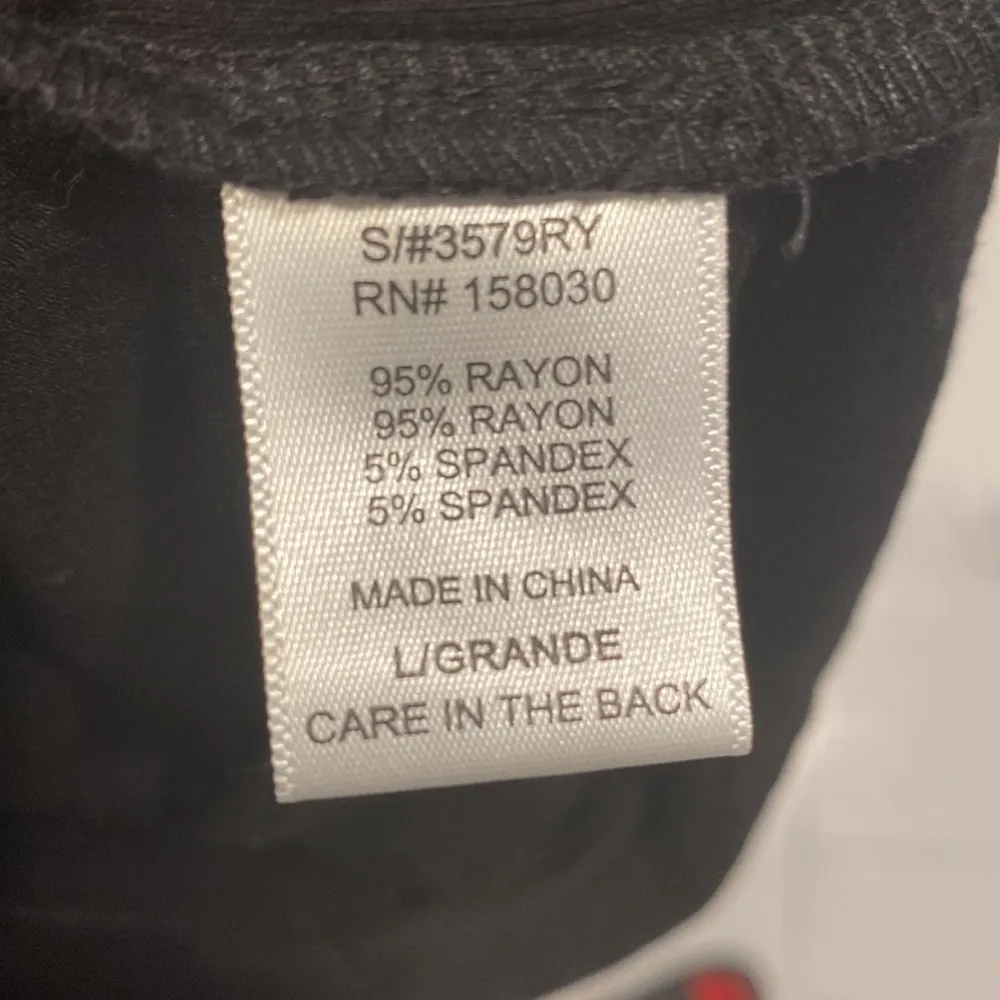 S/#3579RY
RN# 158030
95% RAYON
95% RAYON
5% SPANDEX
5% SPANDEX
MADE IN CHINA
L/GRANDE
CARE IN THE BACK